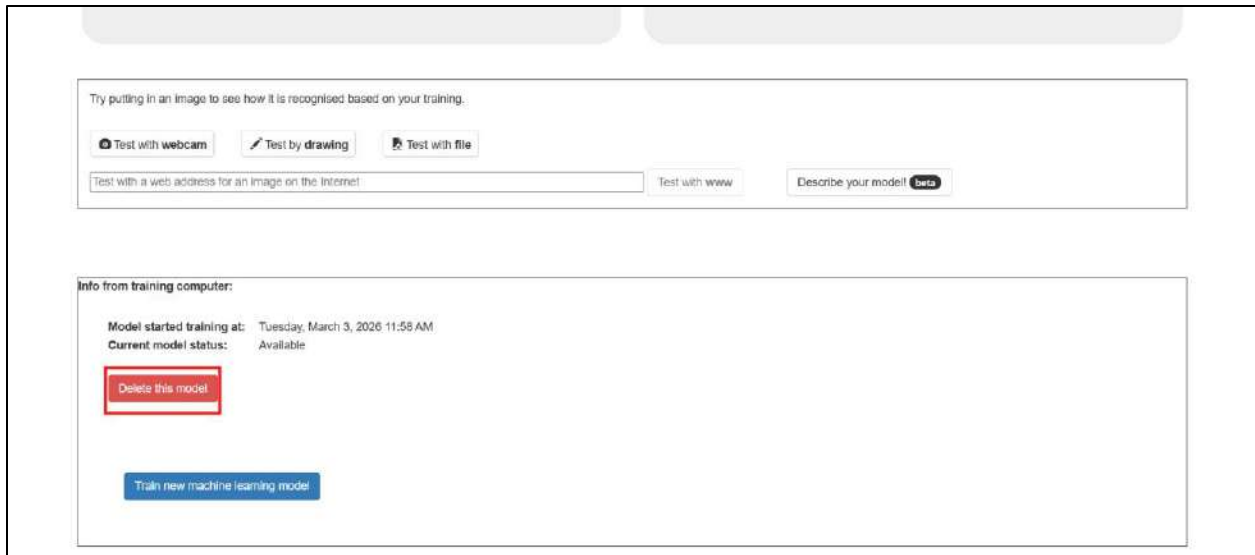 Try putting in an image to see how it is recognised based on your training.
Test with webcam Test by drawing Test with file
Test with a web address for an image on the Internet Test with www Describe your model! beta
Info from training computer:
Model started training at: Tuesday, March 3, 2026 11:58 AM
Current model status: Available
Delete this model
Train new machine learning model